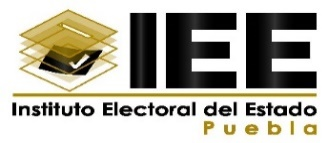 IEE
Instituto Electoral del Estado
Puebla